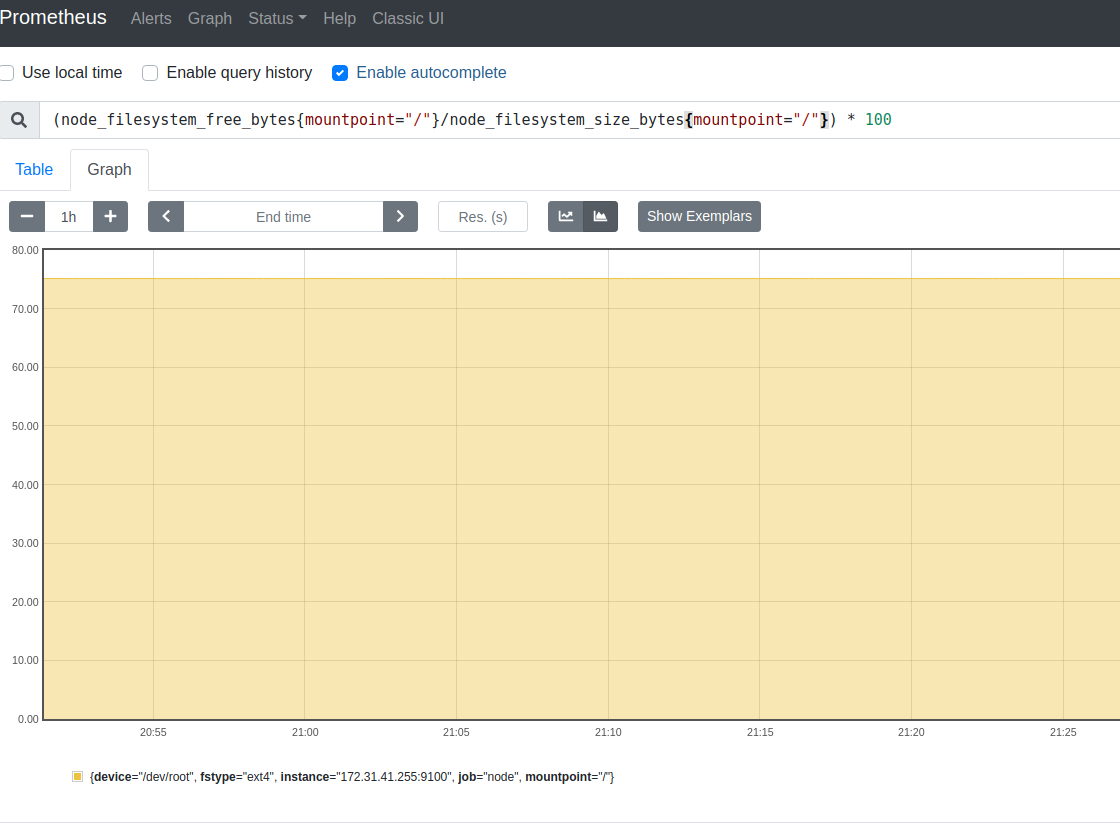 Prometheus Alerts Graph Status Help Classic UI
Use local time Enable query history Enable autocomplete
(node_filesystem_free_bytes{mountpoint="/"}/node_filesystem_size_bytes{mountpoint="/"}) * 100
Table Graph
1h End time Res. (s) Show Exemplars
80.00
70.00
60.00
50.00
40.00
30.00
20.00
10.00
0.00
20:55 21:00 21:05 21:10 21:15 21:20 21:25
{device="/dev/root", fstype="ext4", instance="172.31.41.255:9100", job="node", mountpoint="/"}